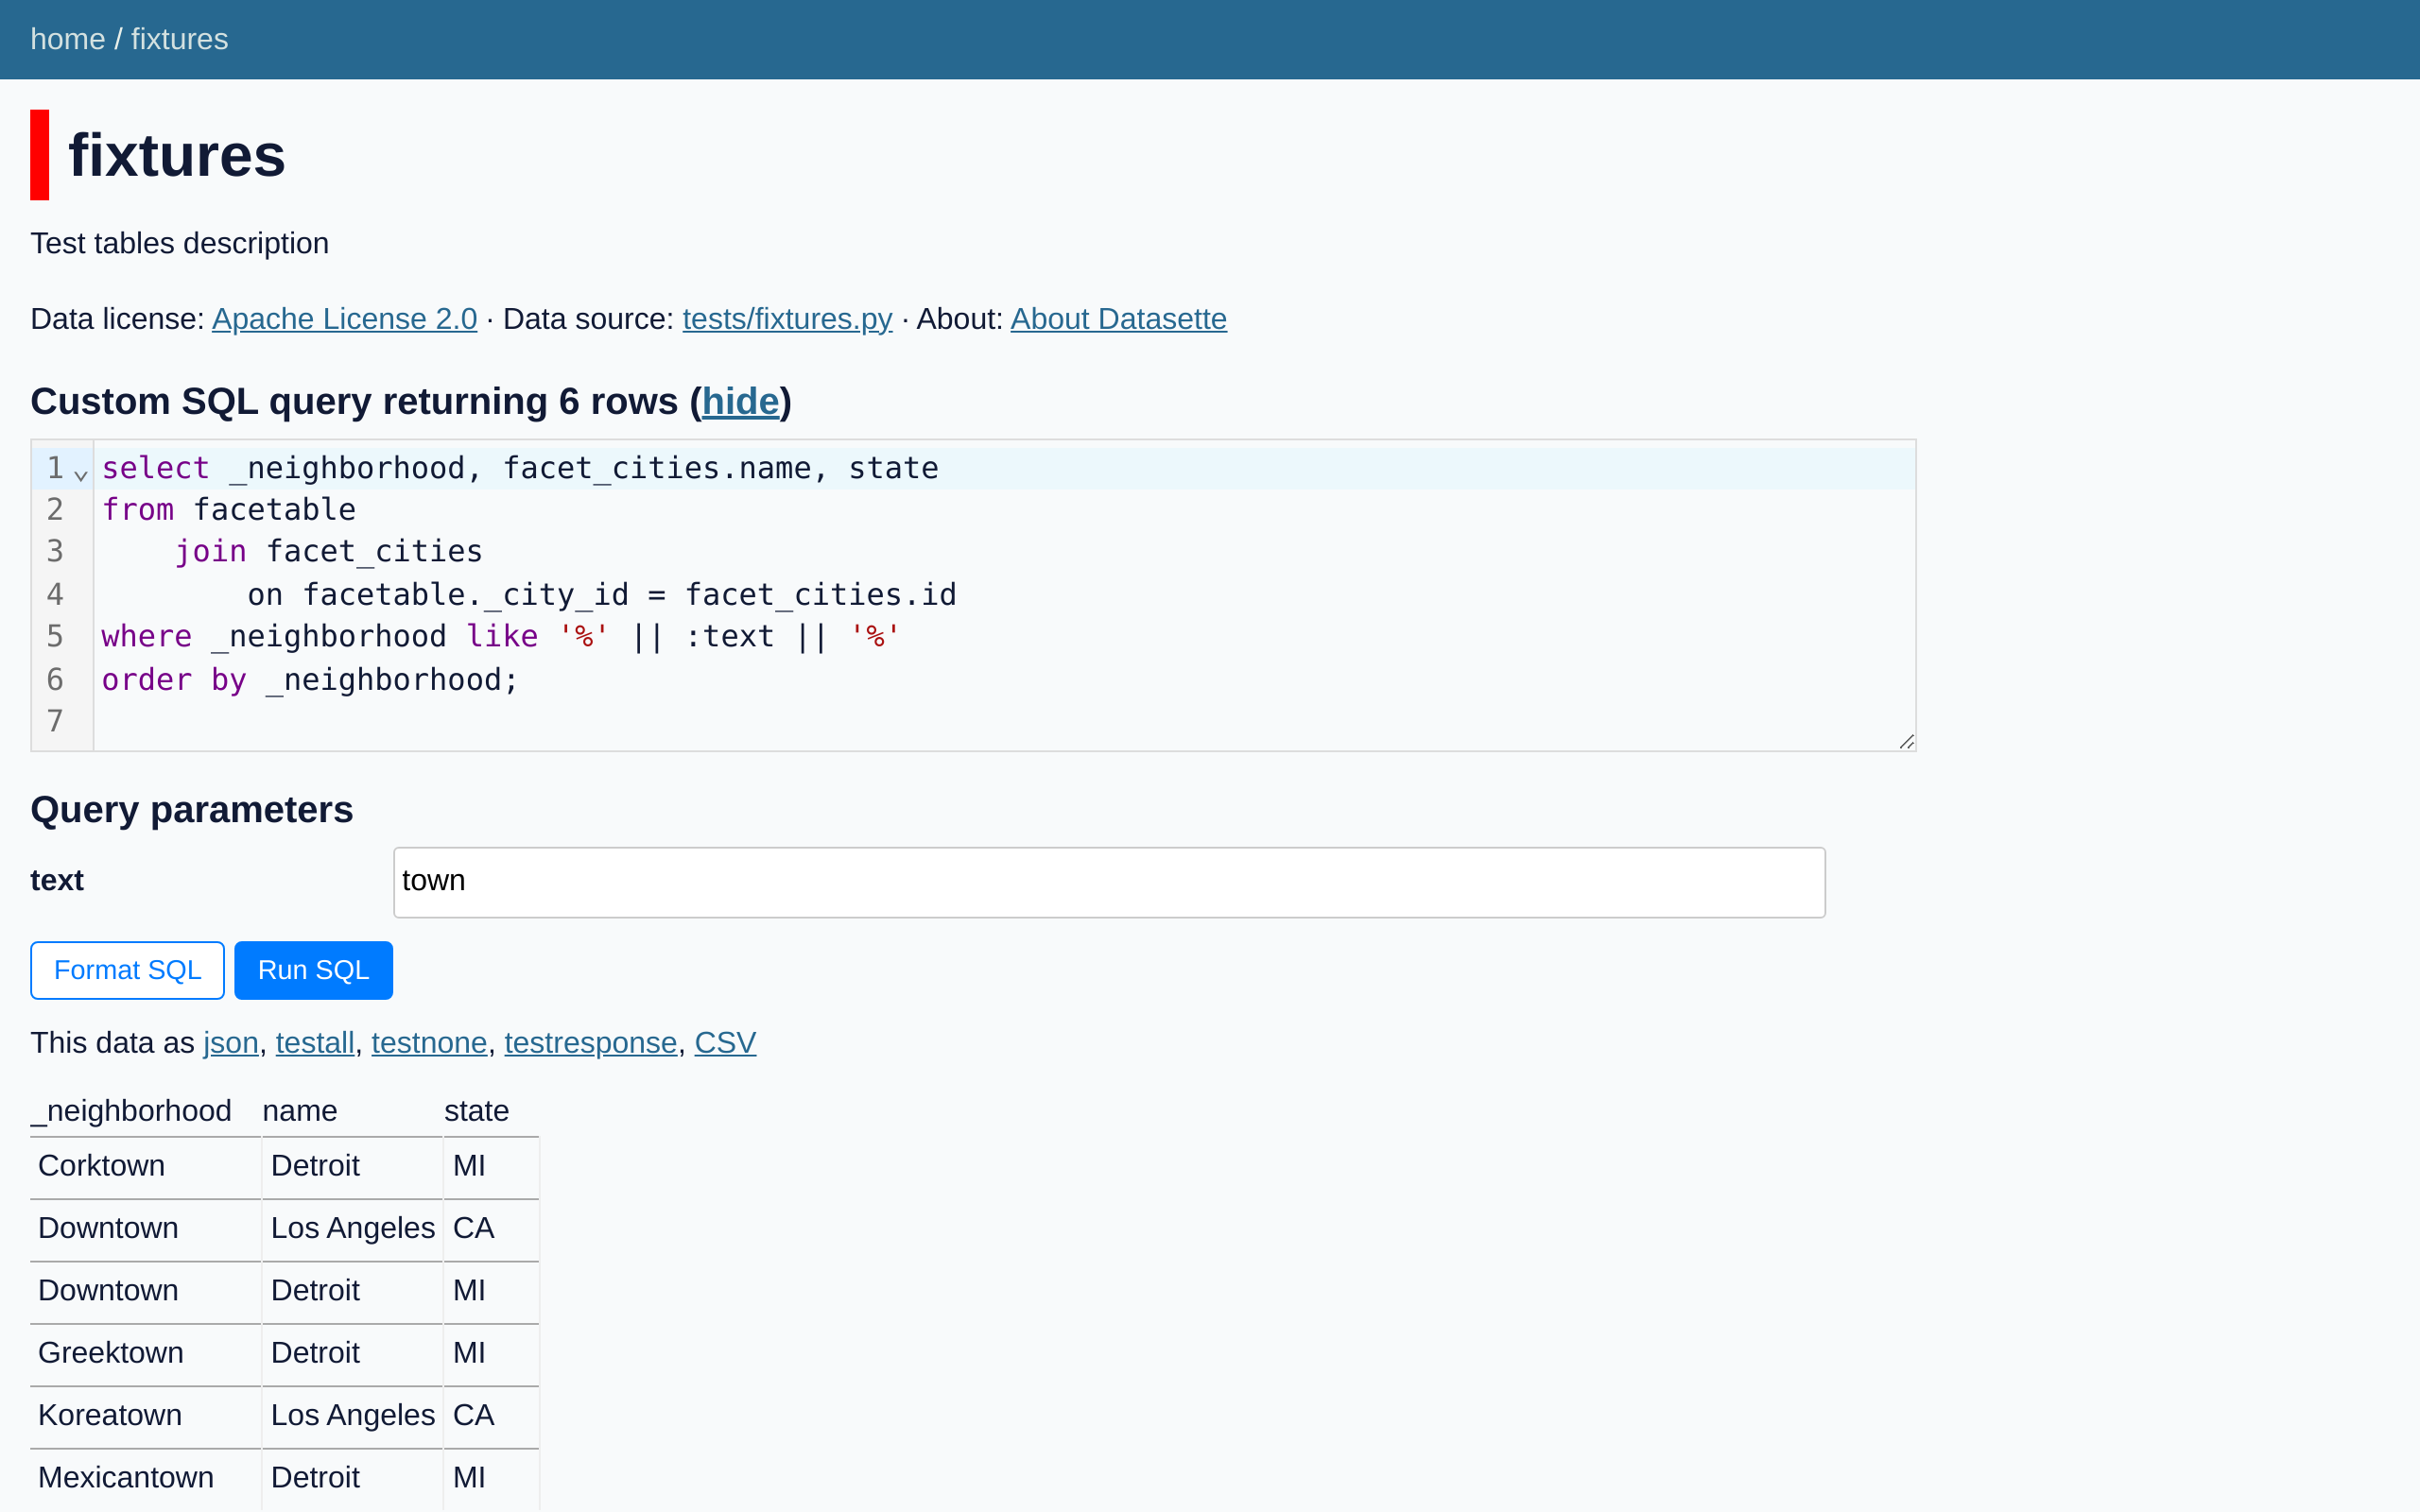 home / fixtures
fixtures
Test tables description
Data license: Apache License 2.0 · Data source: tests/fixtures.py · About: About Datasette
Custom SQL query returning 6 rows (hide)
1 select _neighborhood, facet_cities.name, state
2 from facetable
3     join facet_cities
4         on facetable._city_id = facet_cities.id
5 where _neighborhood like '%' || :text || '%'
6 order by _neighborhood;
7
Query parameters
text town
Format SQL Run SQL
This data as json, testall, testnone, testresponse, CSV
_neighborhood name state
Corktown Detroit MI
Downtown Los Angeles CA
Downtown Detroit MI
Greektown Detroit MI
Koreatown Los Angeles CA
Mexicantown Detroit MI